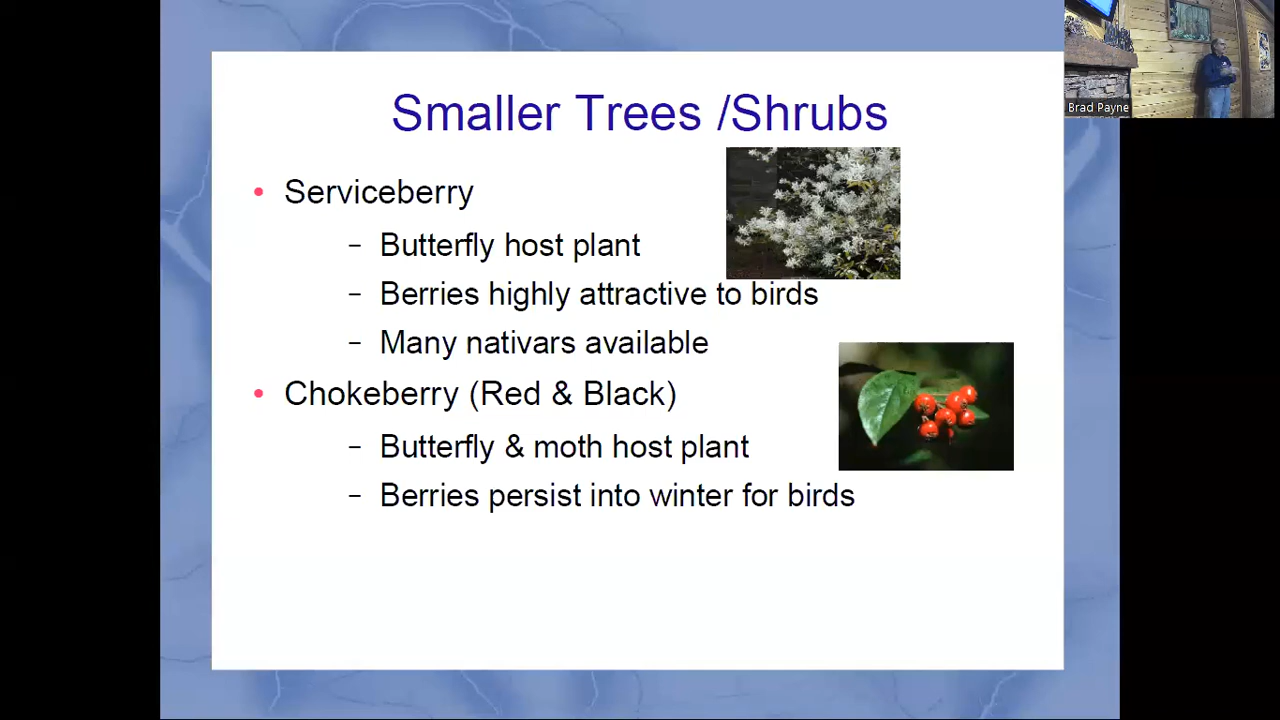 Smaller Trees /Shrubs
• Serviceberry
– Butterfly host plant
– Berries highly attractive to birds
– Many nativars available
• Chokeberry (Red & Black)
– Butterfly & moth host plant
– Berries persist into winter for birds
Brad Payne